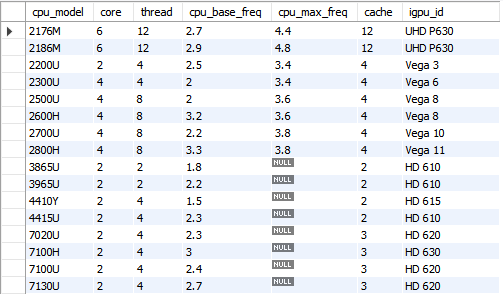 cpu_model core thread cpu_base_freq cpu_max_freq cache igpu_id
2176M 6 12 2.7 4.4 12 UHD P630
2186M 6 12 2.9 4.8 12 UHD P630
2200U 2 4 2.5 3.4 4 Vega 3
2300U 4 4 2 3.4 4 Vega 6
2500U 4 8 2 3.6 4 Vega 8
2600H 4 8 3.2 3.6 4 Vega 8
2700U 4 8 2.2 3.8 4 Vega 10
2800H 4 8 3.3 3.8 4 Vega 11
3865U 2 2 1.8 NULL 2 HD 610
3965U 2 2 2.2 NULL 2 HD 610
4410Y 2 4 1.5 NULL 2 HD 615
4415U 2 4 2.3 NULL 2 HD 610
7020U 2 4 2.3 NULL 3 HD 620
7100H 2 4 3 NULL 3 HD 630
7100U 2 4 2.4 NULL 3 HD 620
7130U 2 4 2.7 NULL 3 HD 620